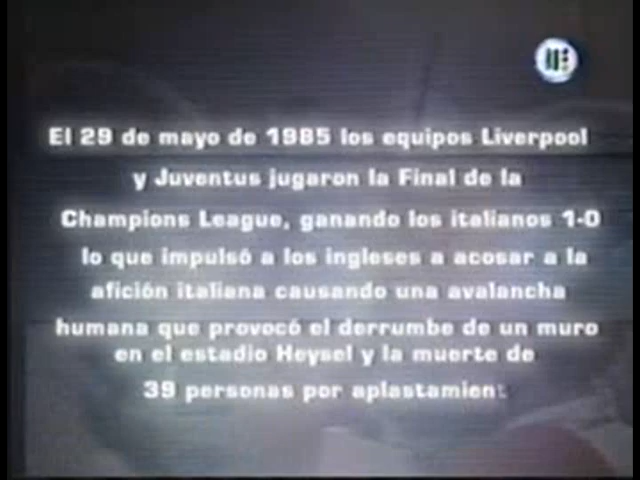 El 29 de mayo de 1985 los equipos Liverpool
y Juventus jugaron la Final de la
Champions League, ganando los italianos 1-0
lo que impulsó a los ingleses a acosar a la
afición italiana causando una avalancha
humana que provocó el derrumbe de un muro
en el estadio Heysel y la muerte de
39 personas por aplastamient